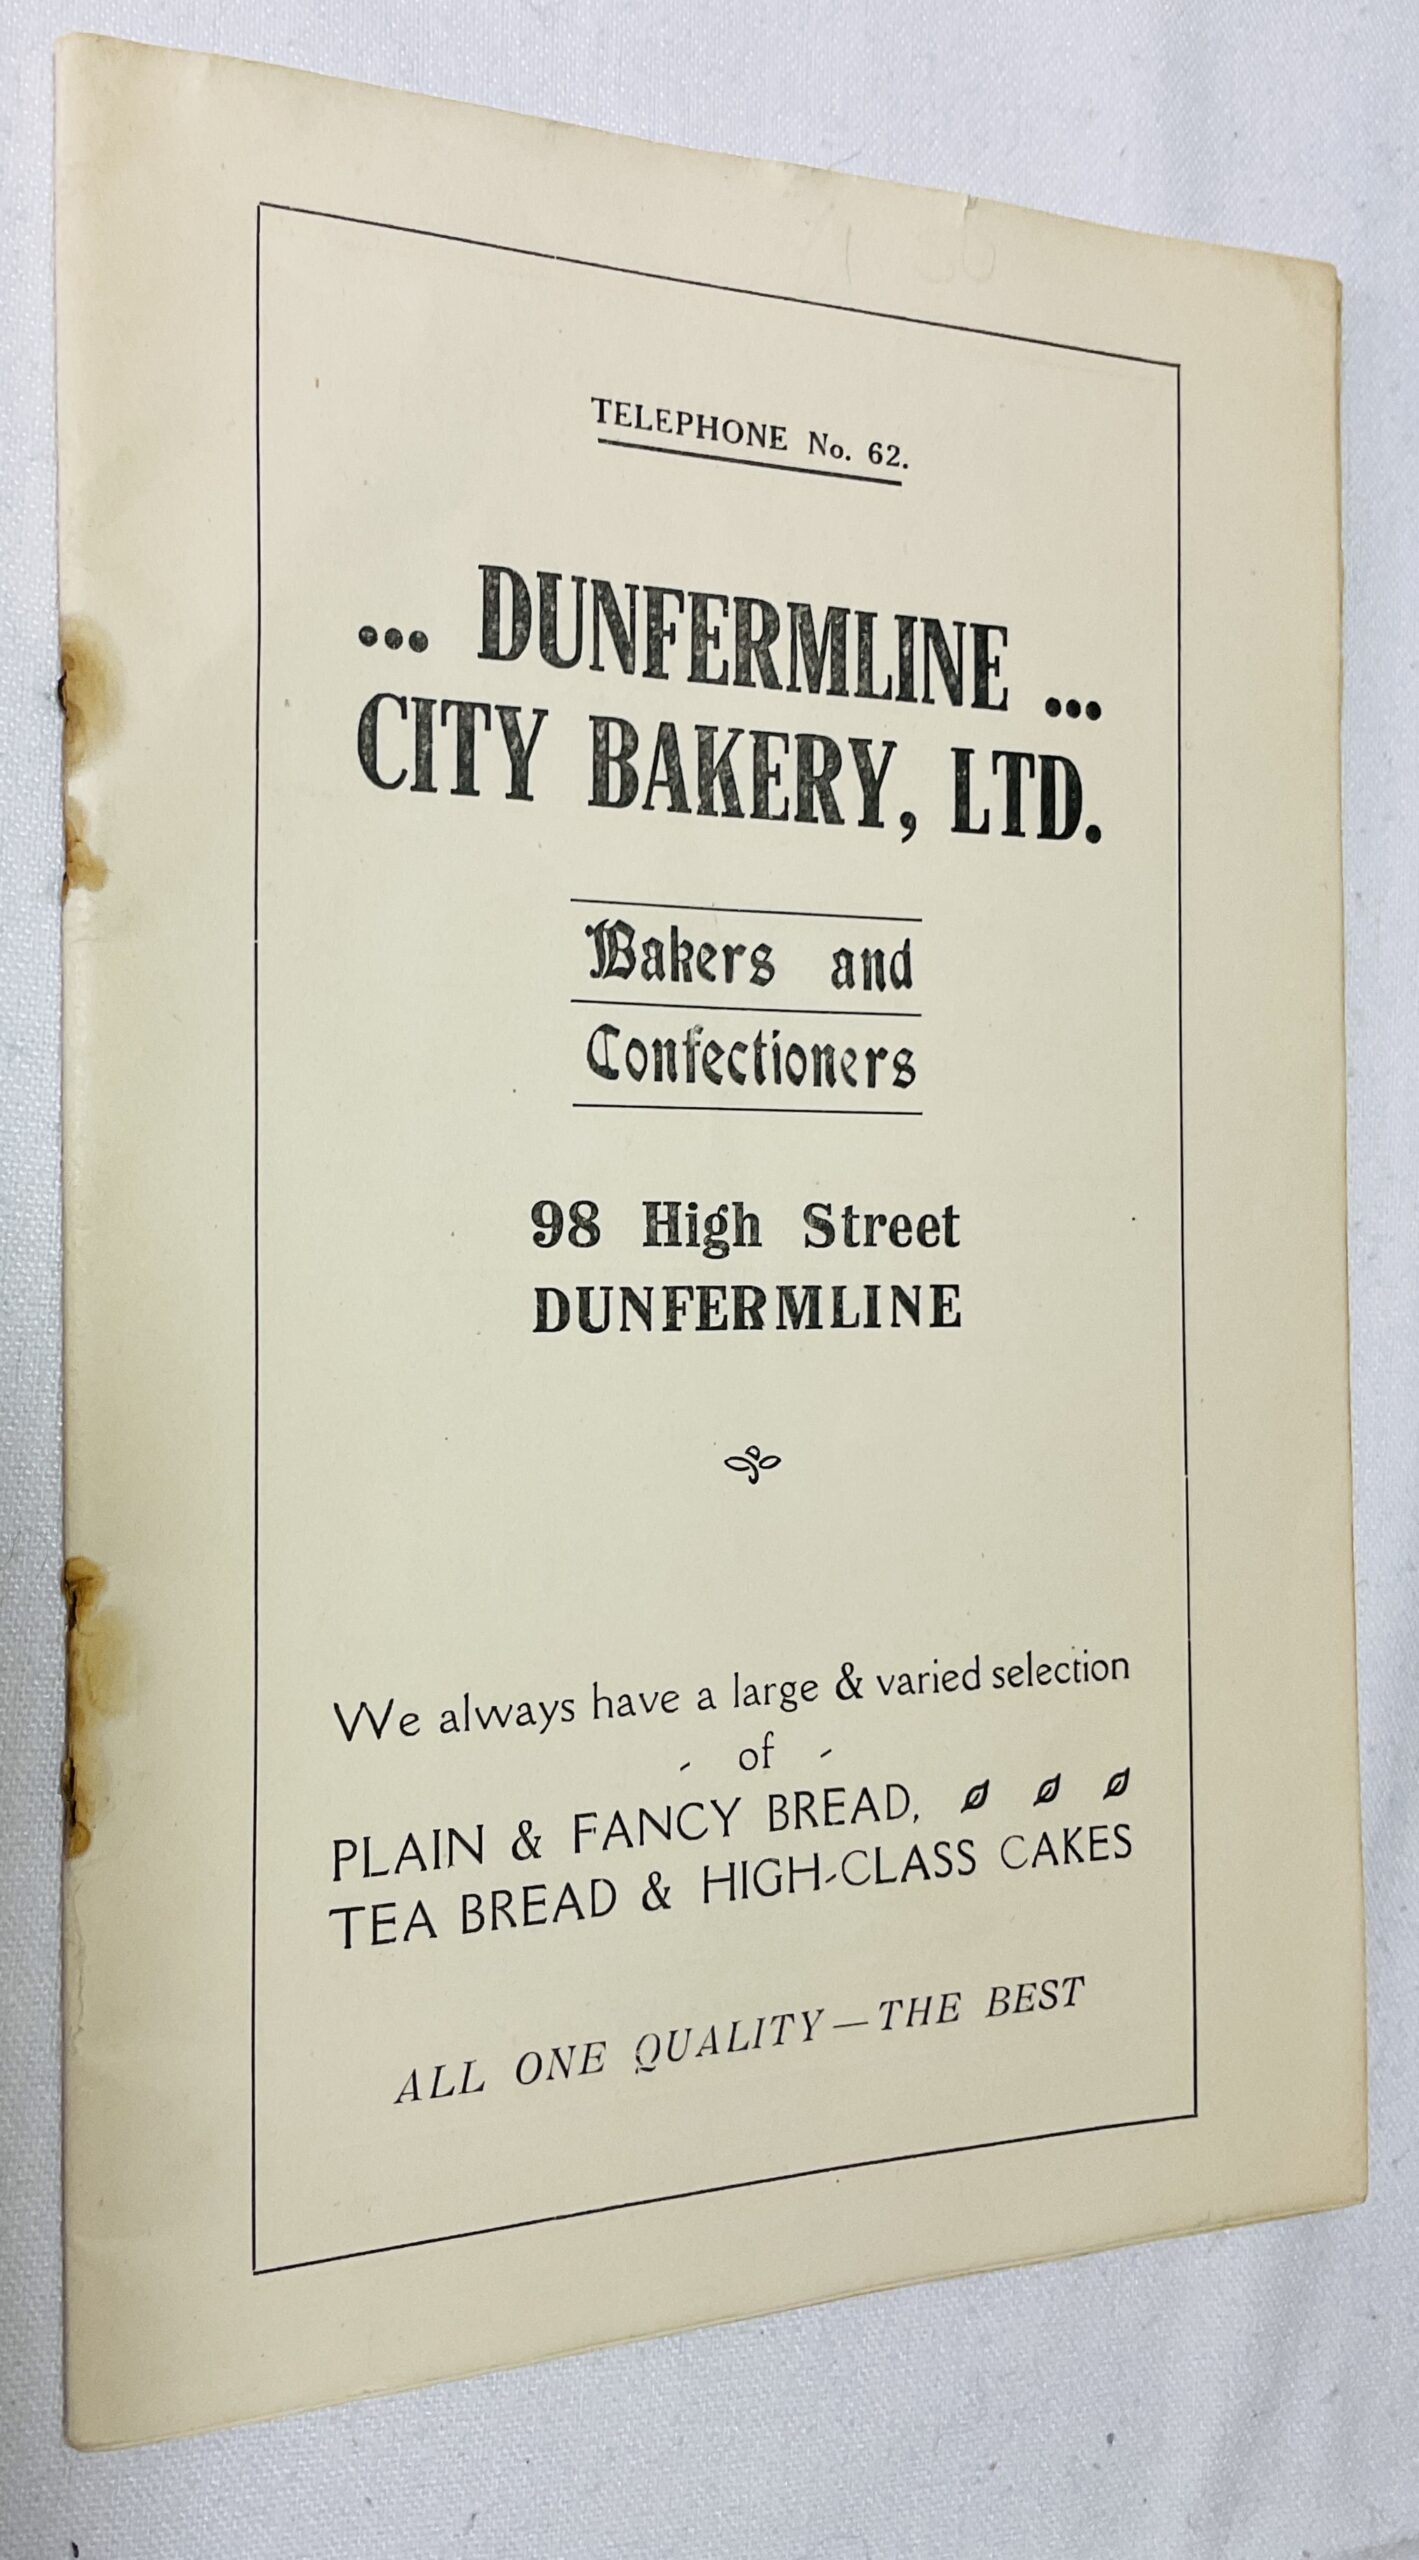 TELEPHONE No. 62.
... DUNFERMLINE ...
CITY BAKERY, LTD.
Bakers and
Confectioners
98 High Street
DUNFERMLINE
We always have a large & varied selection
- of -
PLAIN & FANCY BREAD,
TEA BREAD & HIGH-CLASS CAKES
ALL ONE QUALITY—THE BEST